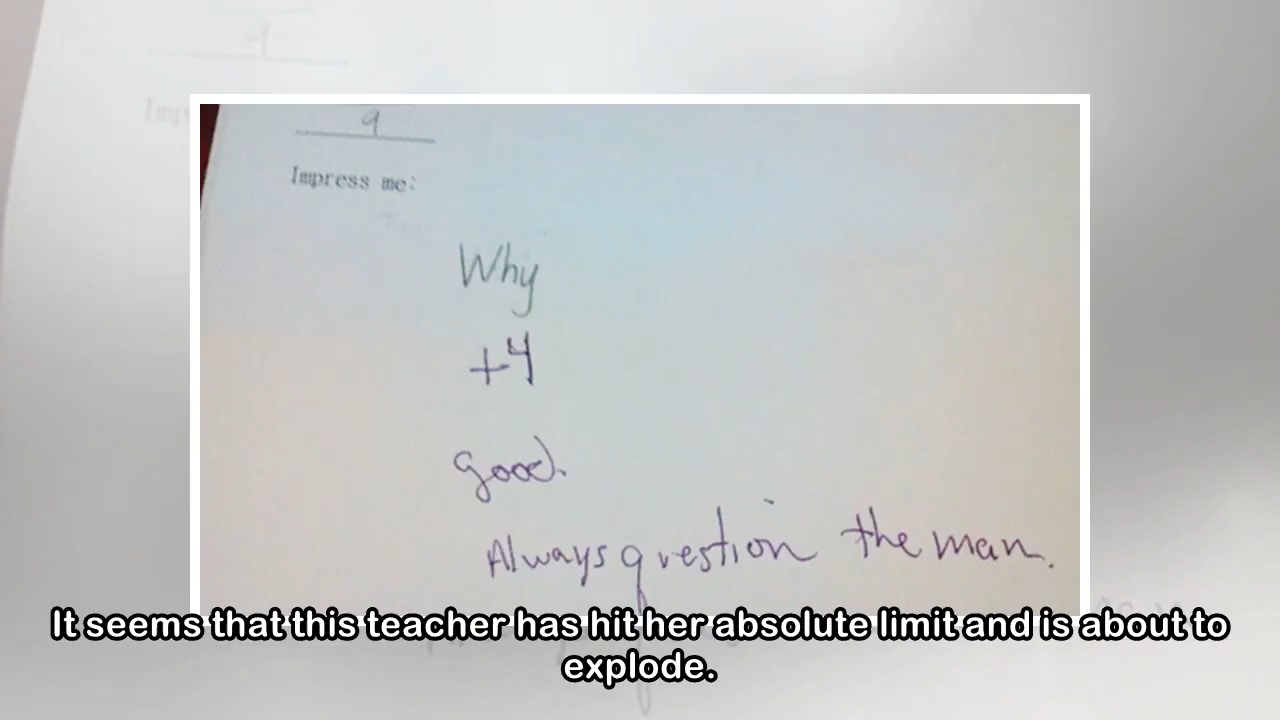 9
Impress me:
Why
+4
good.
Always question the man.
It seems that this teacher has hit her absolute limit and is about to
explode.